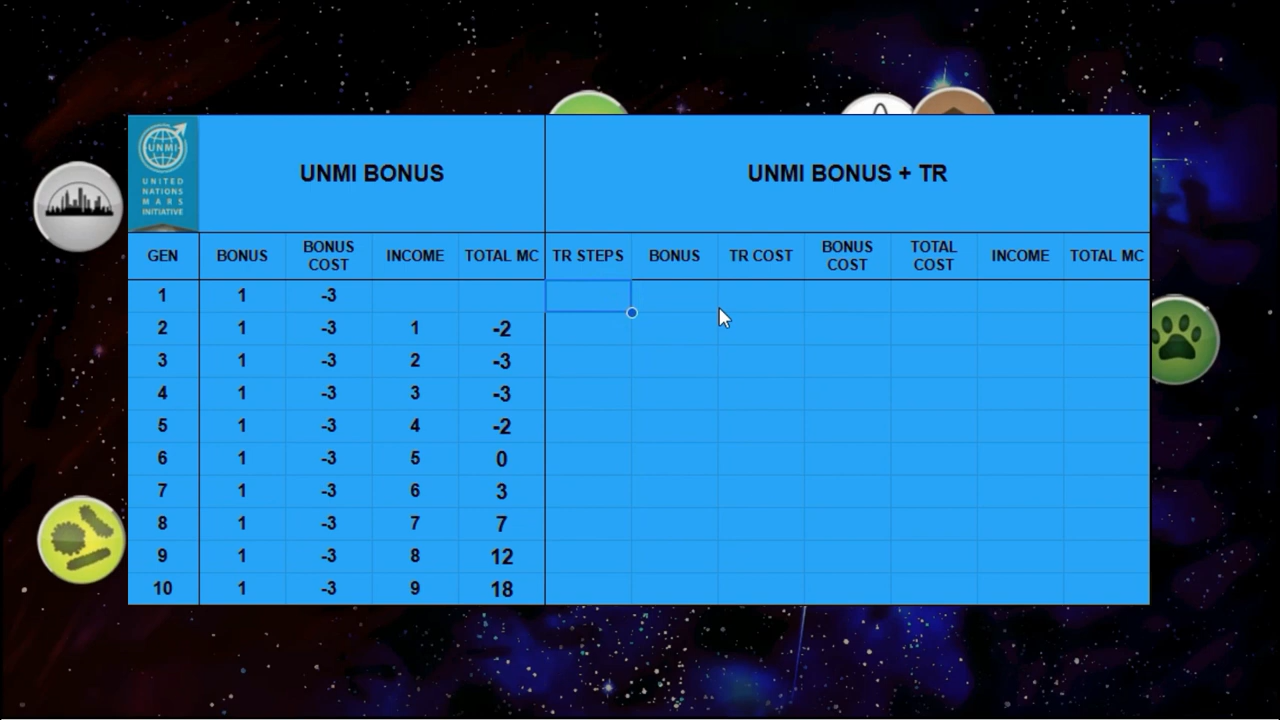 UNMI
UNITED
NATIONS
MARS
INITIATIVE
UNMI BONUS
UNMI BONUS + TR
GEN BONUS BONUS COST INCOME TOTAL MC TR STEPS BONUS TR COST BONUS COST TOTAL COST INCOME TOTAL MC
1 1 -3
2 1 -3 1 -2
3 1 -3 2 -3
4 1 -3 3 -3
5 1 -3 4 -2
6 1 -3 5 0
7 1 -3 6 3
8 1 -3 7 7
9 1 -3 8 12
10 1 -3 9 18